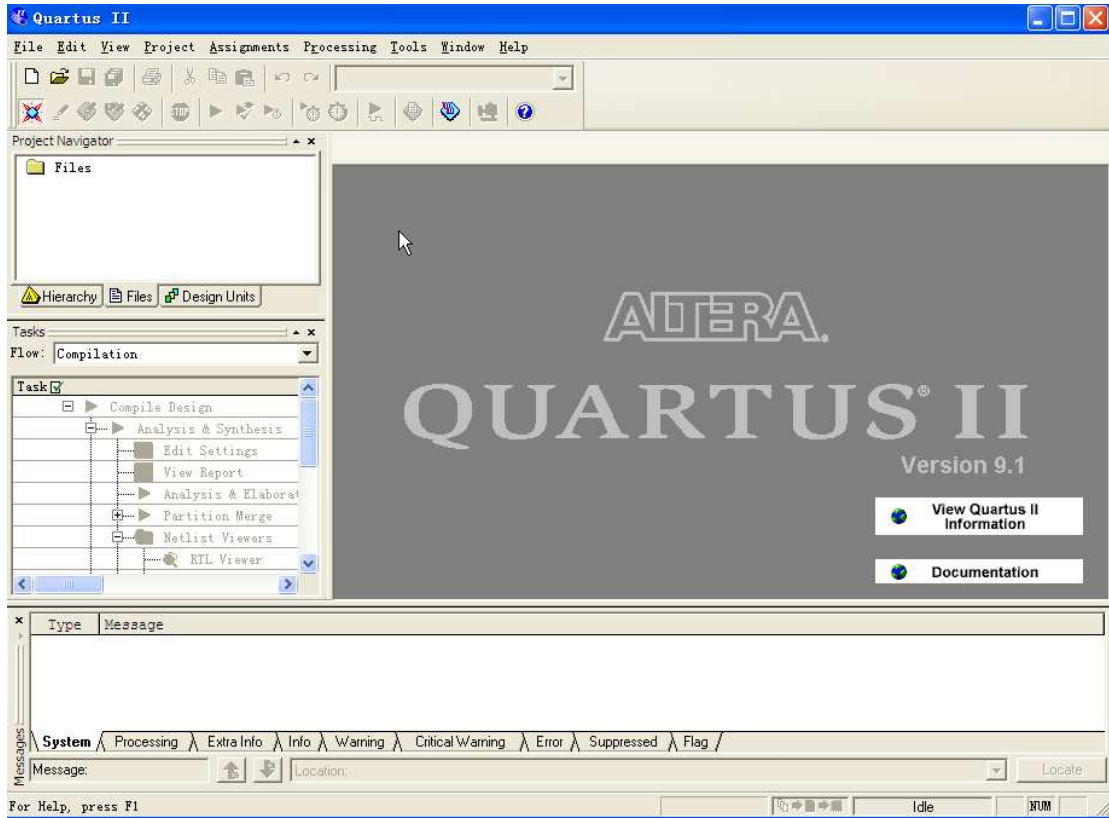 Quartus II
File Edit View Project Assignments Processing Tools Window Help
STOP
Project Navigator
Files
Hierarchy Files Design Units
Tasks
Flow: Compilation
Task
Compile Design
Analysis & Synthesis
Edit Settings
View Report
Analysis & Elaborat
Partition Merge
Netlist Viewers
RTL Viewer
ALTERA.
QUARTUS® II
Version 9.1
View Quartus II
Information
Documentation
Type Message
System Processing Extra Info Info Warning Critical Warning Error Suppressed Flag
Messages
Message: Location: Locate
For Help, press F1 Idle NUM